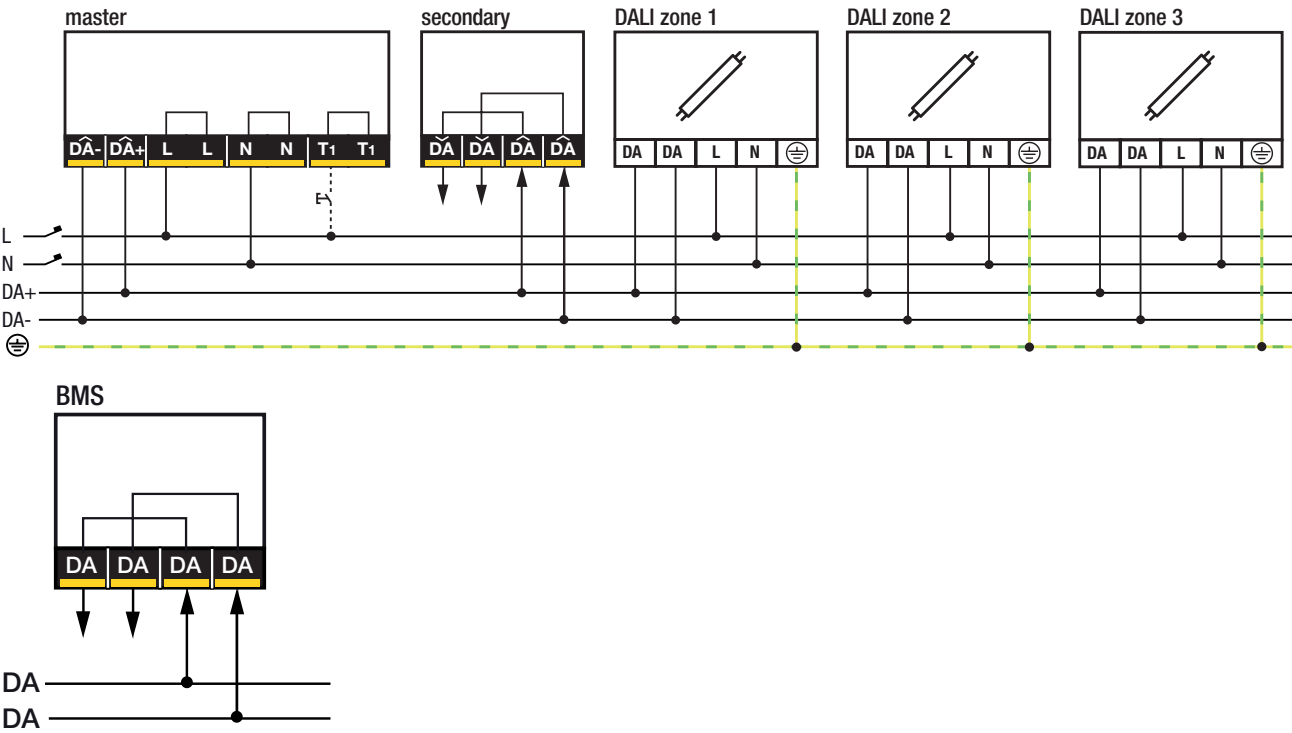 master secondary DALI zone 1 DALI zone 2 DALI zone 3
DA- DA+ L L N N T1 T1 DA DA DA DA DA DA L N DA DA L N DA DA L N
L
N
DA+
DA-
BMS
DA DA DA DA
DA
DA